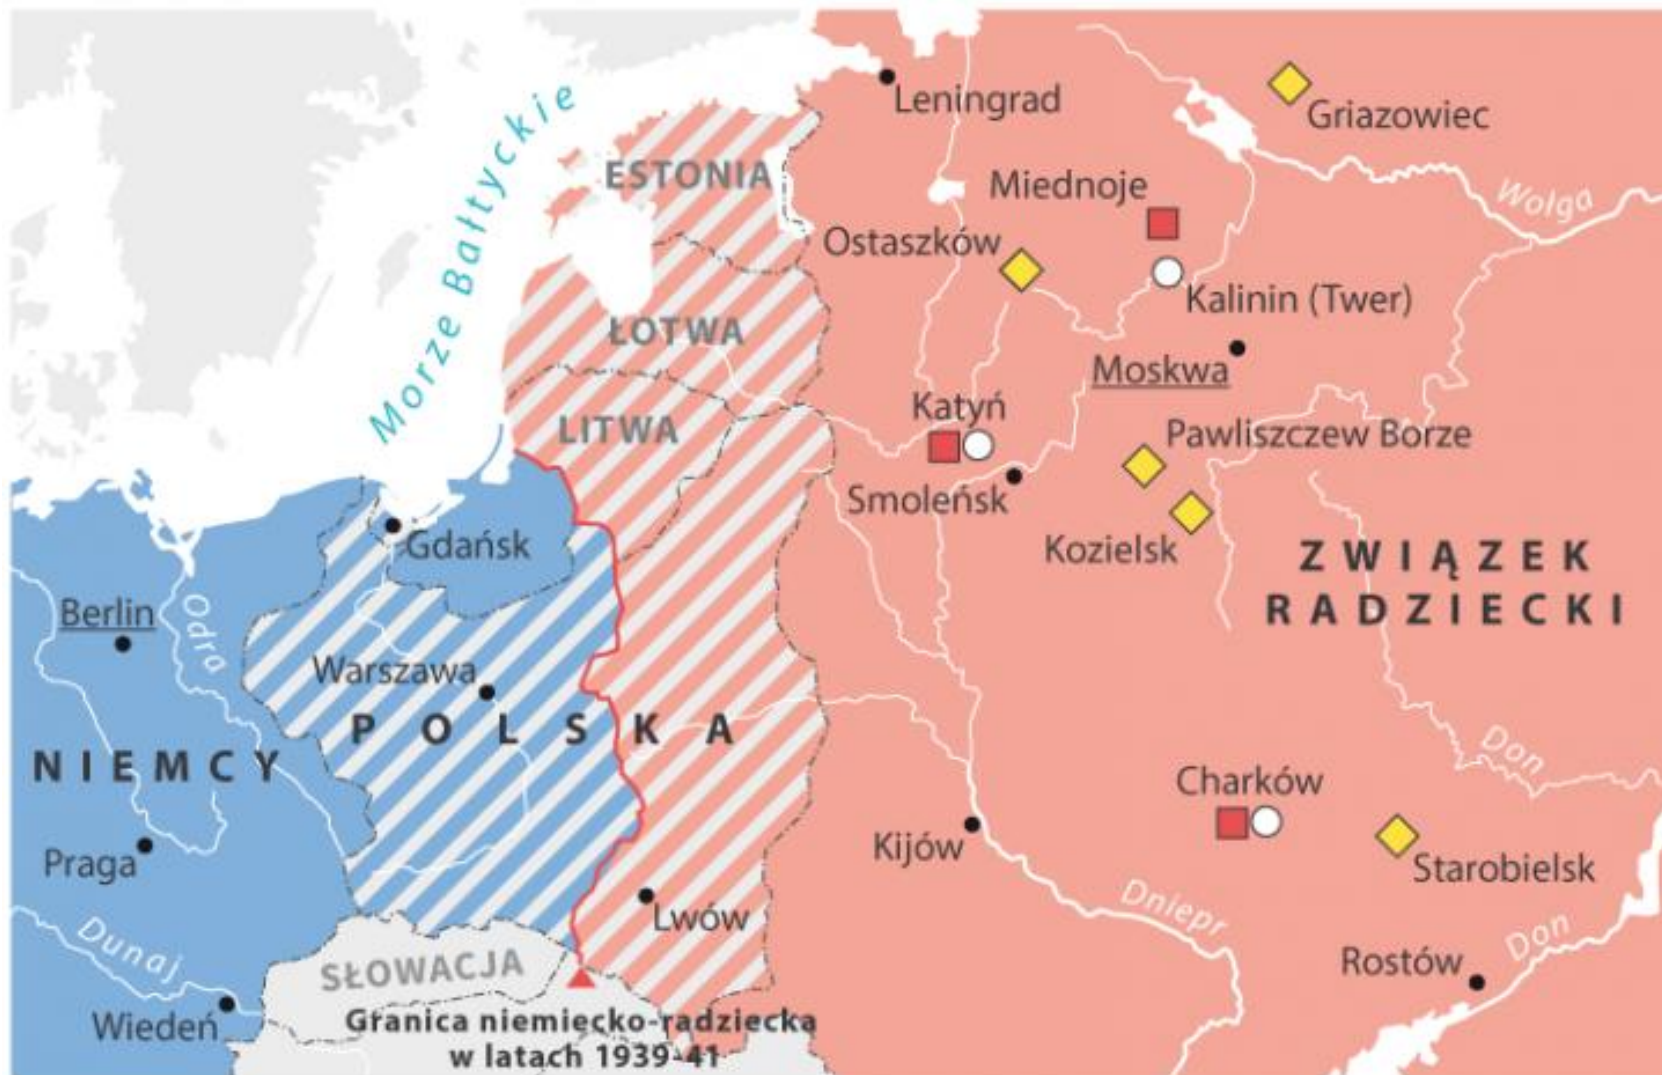 Leningrad
Griazowiec
Morze Bałtyckie
ESTONIA
Miednoje
Wołga
Ostaszków
Kalinin (Twer)
ŁOTWA
Moskwa
Katyń
LITWA
Pawliszczew Borze
Smoleńsk
Gdańsk
Kozielsk
ZWIĄZEK
RADZIECKI
Berlin
Odra
Warszawa
POLSKA
NIEMCY
Don
Charków
Kijów
Praga
Starobielsk
Lwów
Dniepr
Dunaj
SŁOWACJA
Don
Rostów
Wiedeń
Granica niemiecko-radziecka
w latach 1939-41